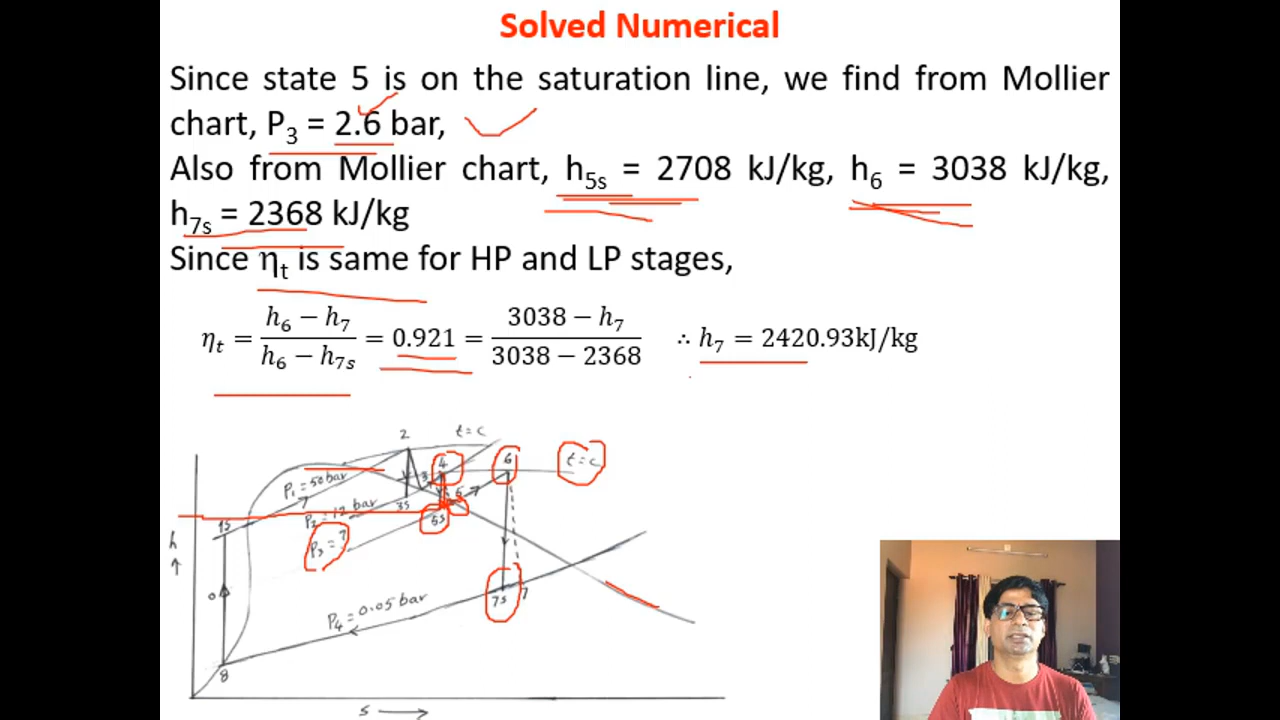 Solved Numerical
Since state 5 is on the saturation line, we find from Mollier
chart, P₃ = 2.6 bar,
Also from Mollier chart, h₅ₛ = 2708 kJ/kg, h₆ = 3038 kJ/kg,
h₇ₛ = 2368 kJ/kg
Since ηₜ is same for HP and LP stages,
ηₜ = (h₆ − h₇)/(h₆ − h₇ₛ) = 0.921 = (3038 − h₇)/(3038 − 2368) ∴ h₇ = 2420.93kJ/kg
2
t=c
4
6
t=c
P₁ = 50 bar
3
5
3s
P₂ = 12 bar
1s
5s
P₃ = ?
h
7s
7
P₄ = 0.05 bar
8
s